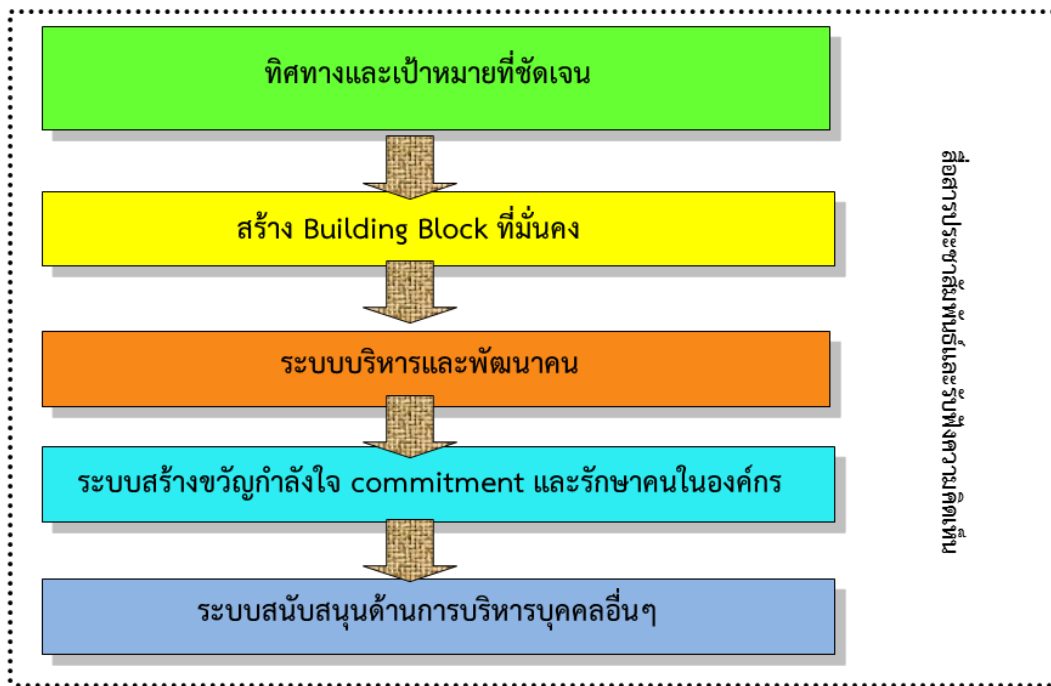 ทิศทางและเป้าหมายที่ชัดเจน
สร้าง Building Block ที่มั่นคง
ระบบบริหารและพัฒนาคน
ระบบสร้างขวัญกำลังใจ commitment และรักษาคนในองค์กร
ระบบสนับสนุนด้านการบริหารบุคคลอื่นๆ
สื่อสารประชาสัมพันธ์และรับฟังความคิดเห็น